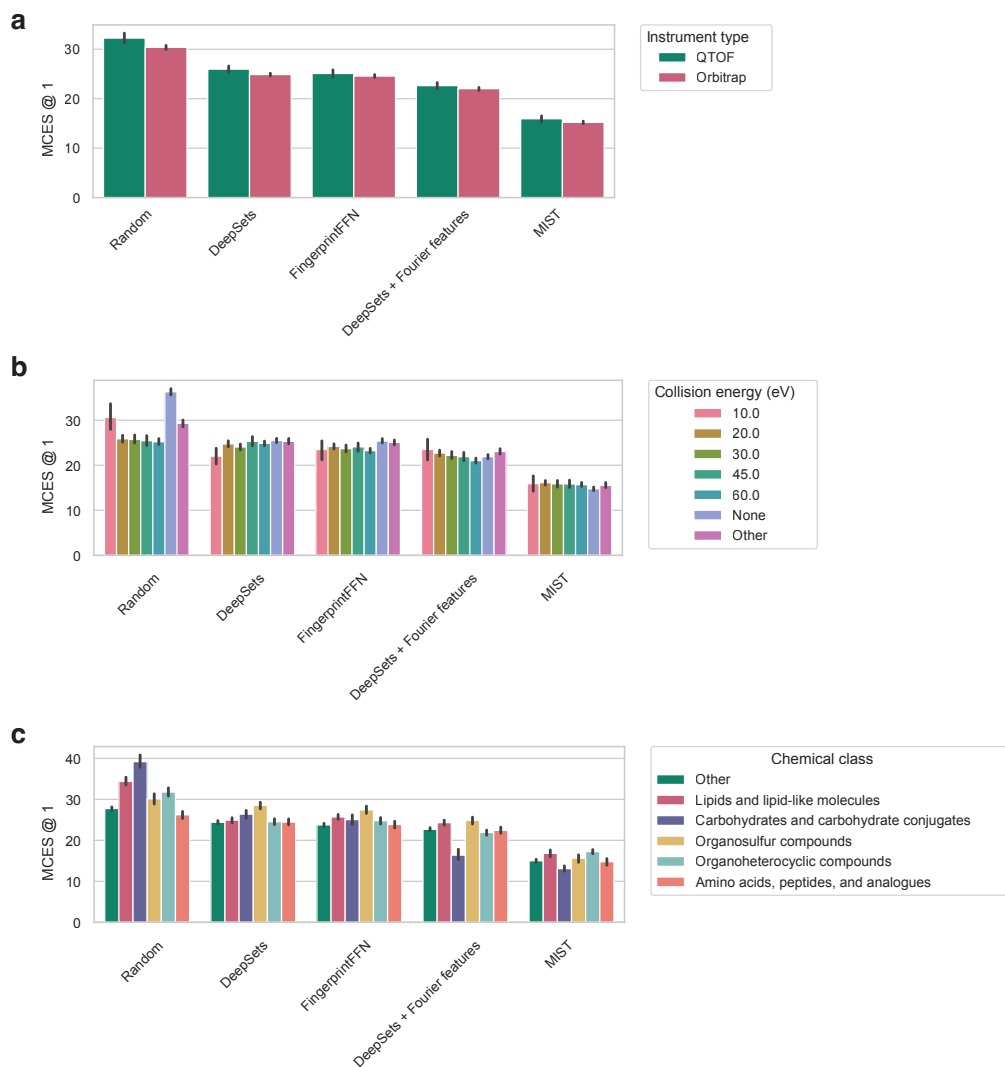 a
MCES @ 1
30
20
10
0
Random
DeepSets
FingerprintFFN
DeepSets + Fourier features
MIST
Instrument type
QTOF
Orbitrap
b
MCES @ 1
30
20
10
0
Random
DeepSets
FingerprintFFN
DeepSets + Fourier features
MIST
Collision energy (eV)
10.0
20.0
30.0
45.0
60.0
None
Other
c
MCES @ 1
40
30
20
10
0
Random
DeepSets
FingerprintFFN
DeepSets + Fourier features
MIST
Chemical class
Other
Lipids and lipid-like molecules
Carbohydrates and carbohydrate conjugates
Organosulfur compounds
Organoheterocyclic compounds
Amino acids, peptides, and analogues